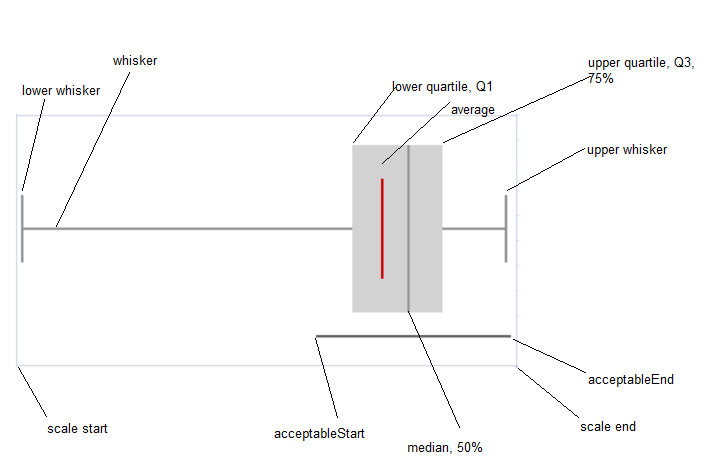 whisker
upper quartile, Q3,
75%
lower whisker
lower quartile, Q1
average
upper whisker
acceptableEnd
scale start
acceptableStart
scale end
median, 50%